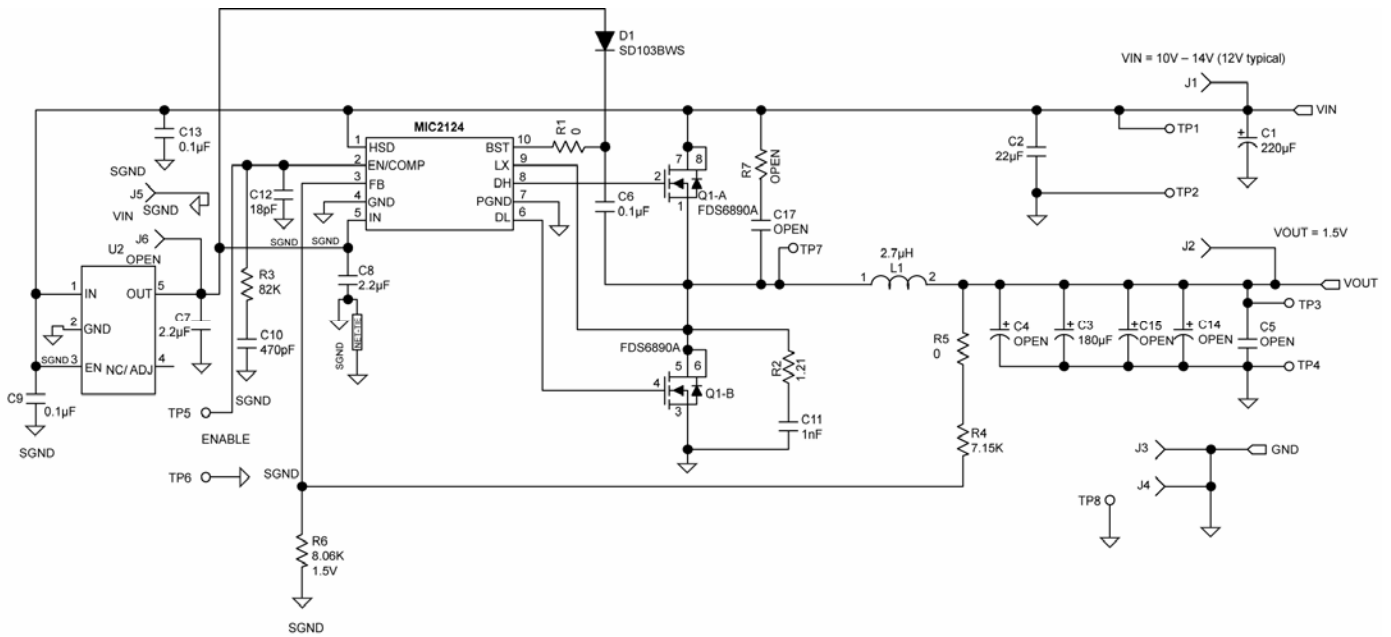 D1
SD103BWS
VIN = 10V – 14V (12V typical)
J1
VIN
C13
0.1µF
SGND
MIC2124
1
HSD
2
EN/COMP
3
FB
4
GND
5
IN
BST
10
LX
9
DH
8
PGND
7
DL
6
R1
0
C6
0.1µF
7
8
2
1
Q1-A
FDS6890A
R7
OPEN
C17
OPEN
TP7
C2
22µF
TP1
TP2
+
C1
220µF
J5
SGND
VIN
J6
U2
OPEN
1
IN
OUT
5
2
GND
SGND
3
EN
NC/ ADJ
4
C7
2.2µF
C9
0.1µF
SGND
C12
18pF
SGND
SGND
R3
82K
C10
470pF
SGND
C8
2.2µF
SGND
NET-TIE
TP5
ENABLE
TP6
SGND
R6
8.06K
1.5V
SGND
FDS6890A
5
6
4
3
Q1-B
R2
1.21
C11
1nF
2.7µH
1
L1
2
J2
VOUT = 1.5V
VOUT
TP3
TP4
R5
0
R4
7.15K
+
C4
OPEN
+
C3
180µF
+
C15
OPEN
+
C14
OPEN
C5
OPEN
J3
GND
J4
TP8